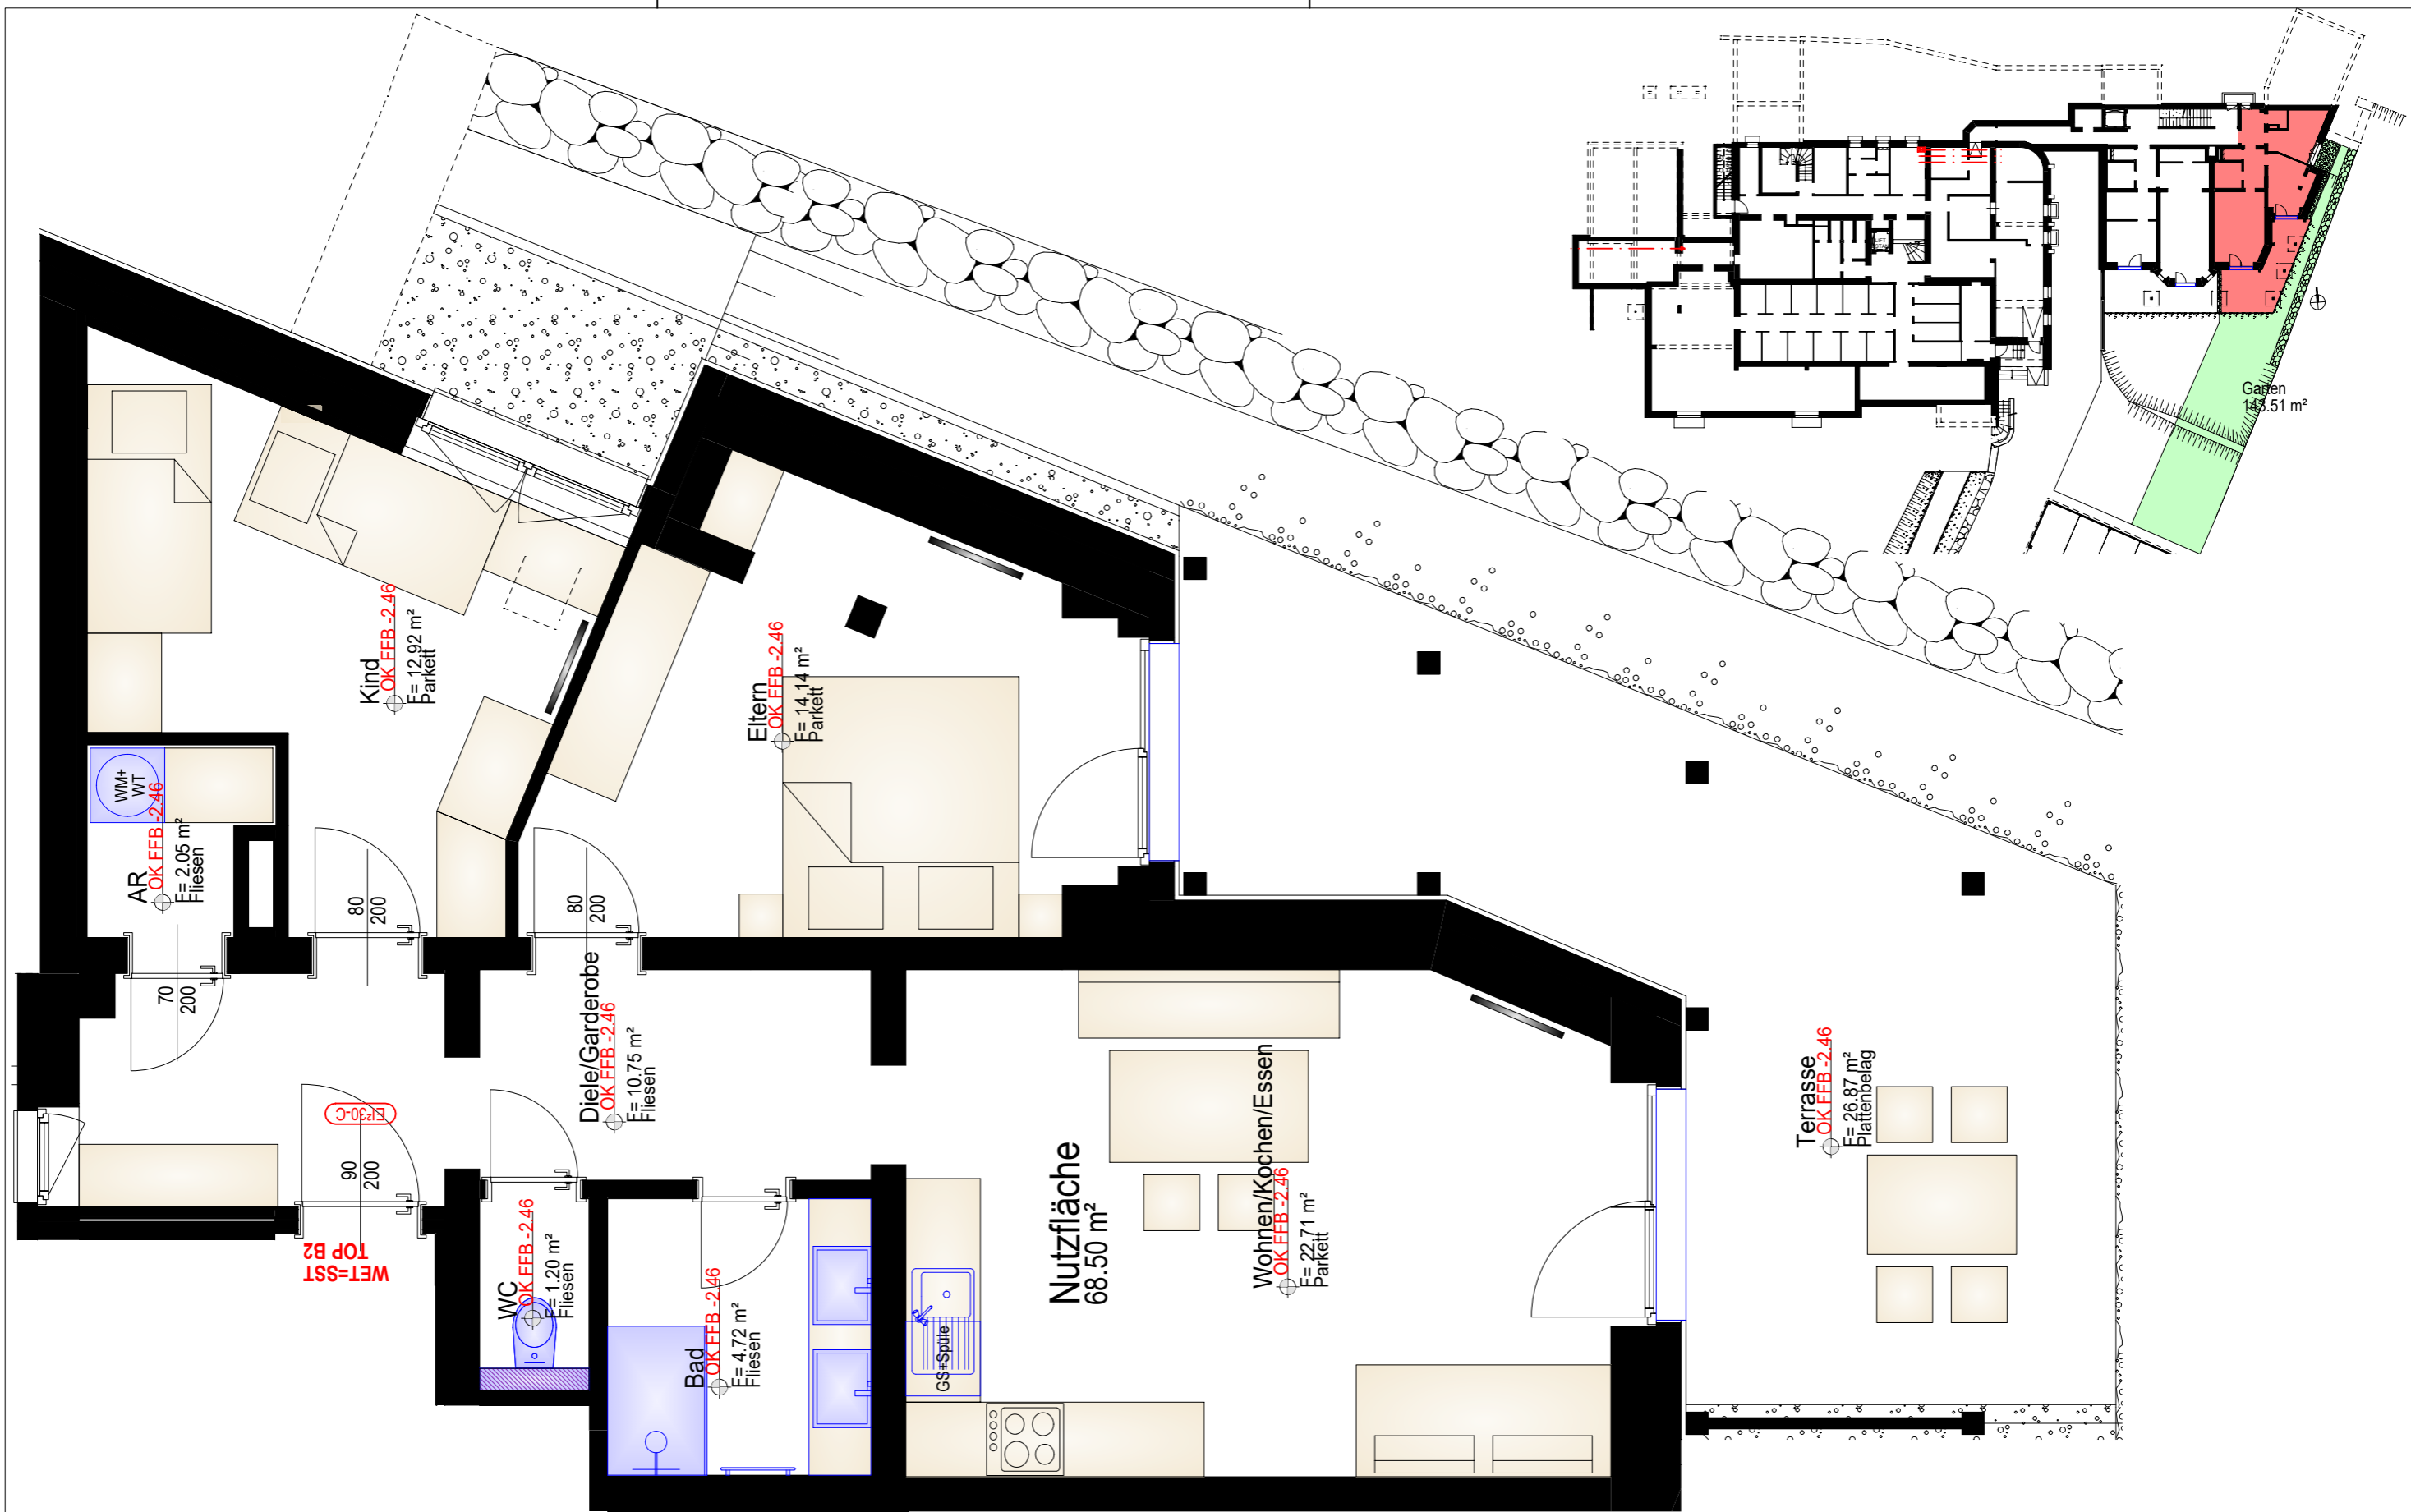 Kind
OK FFB -2.46
F= 12.92 m²
Parkett
Eltern
OK FFB -2.46
F= 14.14 m²
Parkett
WM+
WT
AR
OK FFB -2.46
F= 2.05 m²
Fliesen
80
200
80
200
70
200
Diele/Garderobe
OK FFB -2.46
F= 10.75 m²
Fliesen
EI²30-C
90
200
WET=SST
TOP B2
WC
OK FFB -2.46
F= 1.20 m²
Fliesen
Bad
OK FFB -2.46
F= 4.72 m²
Fliesen
GS+Spüle
Nutzfläche
68.50 m²
Wohnen/Kochen/Essen
OK FFB -2.46
F= 22.71 m²
Parkett
Terrasse
OK FFB -2.46
F= 26.87 m²
Plattenbelag
Garten
143.51 m²